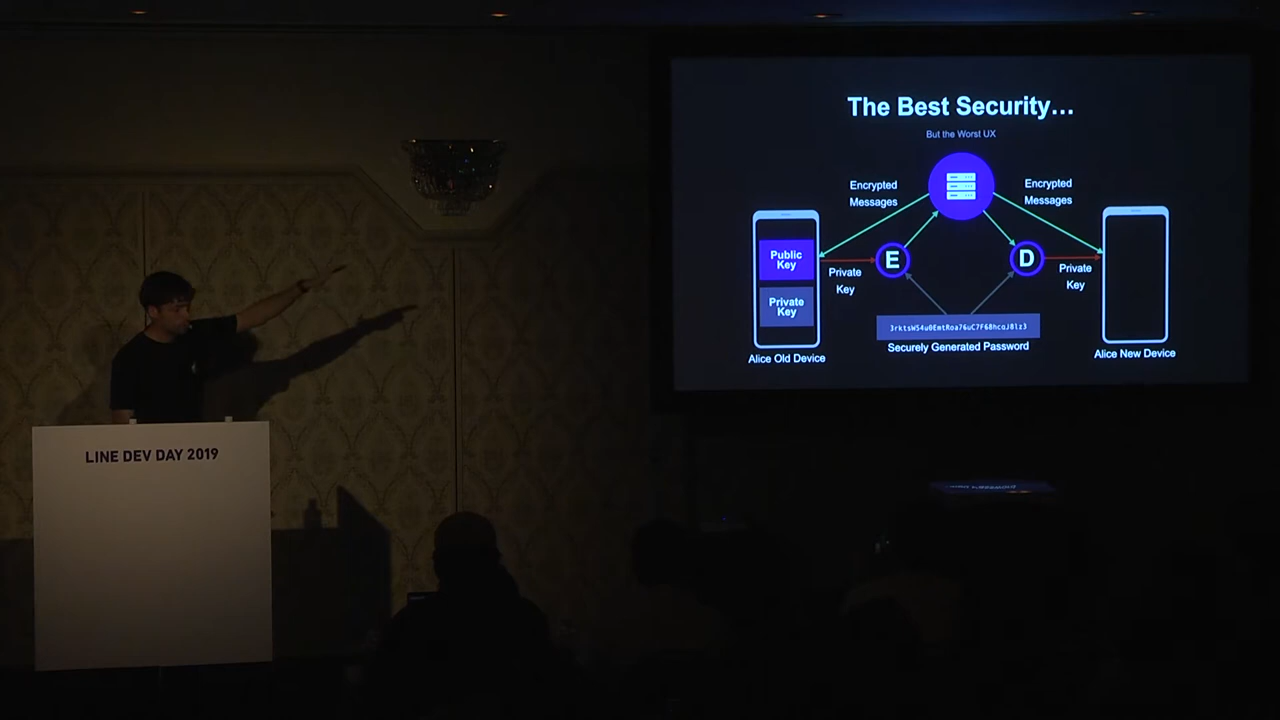 The Best Security...
But the Worst UX
Encrypted
Messages
Encrypted
Messages
Public
Key
E
D
Private
Key
Private
Key
Private
Key
3rktsW54u0EmtRoa76uC7F68hcqJ8lz3
Securely Generated Password
Alice Old Device
Alice New Device
LINE DEV DAY 2019